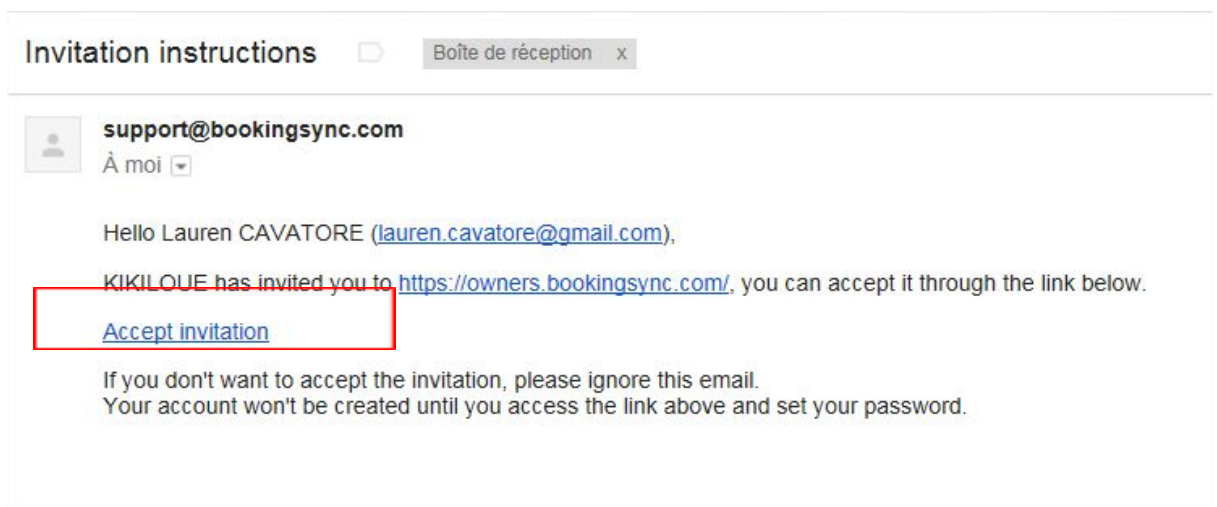 Invitation instructions Boîte de réception x
support@bookingsync.com
À moi
Hello Lauren CAVATORE (lauren.cavatore@gmail.com),
KIKILOUE has invited you to https://owners.bookingsync.com/, you can accept it through the link below.
Accept invitation
If you don't want to accept the invitation, please ignore this email.
Your account won't be created until you access the link above and set your password.